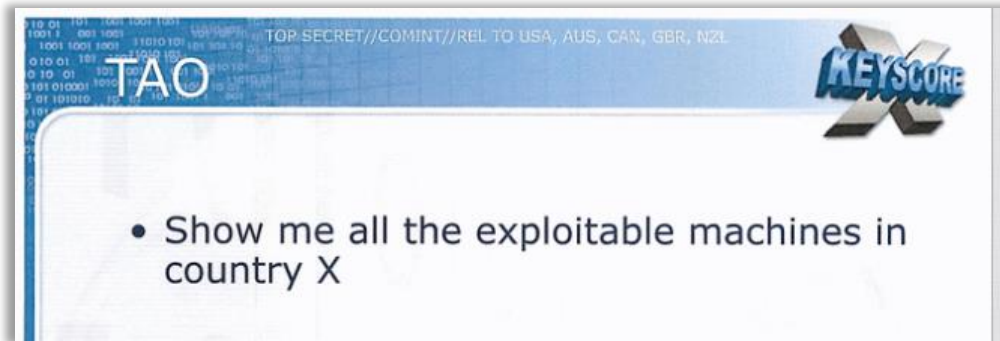 TOP SECRET//COMINT//REL TO USA, AUS, CAN, GBR, NZL
TAO
X KEYSCORE
• Show me all the exploitable machines in
country X